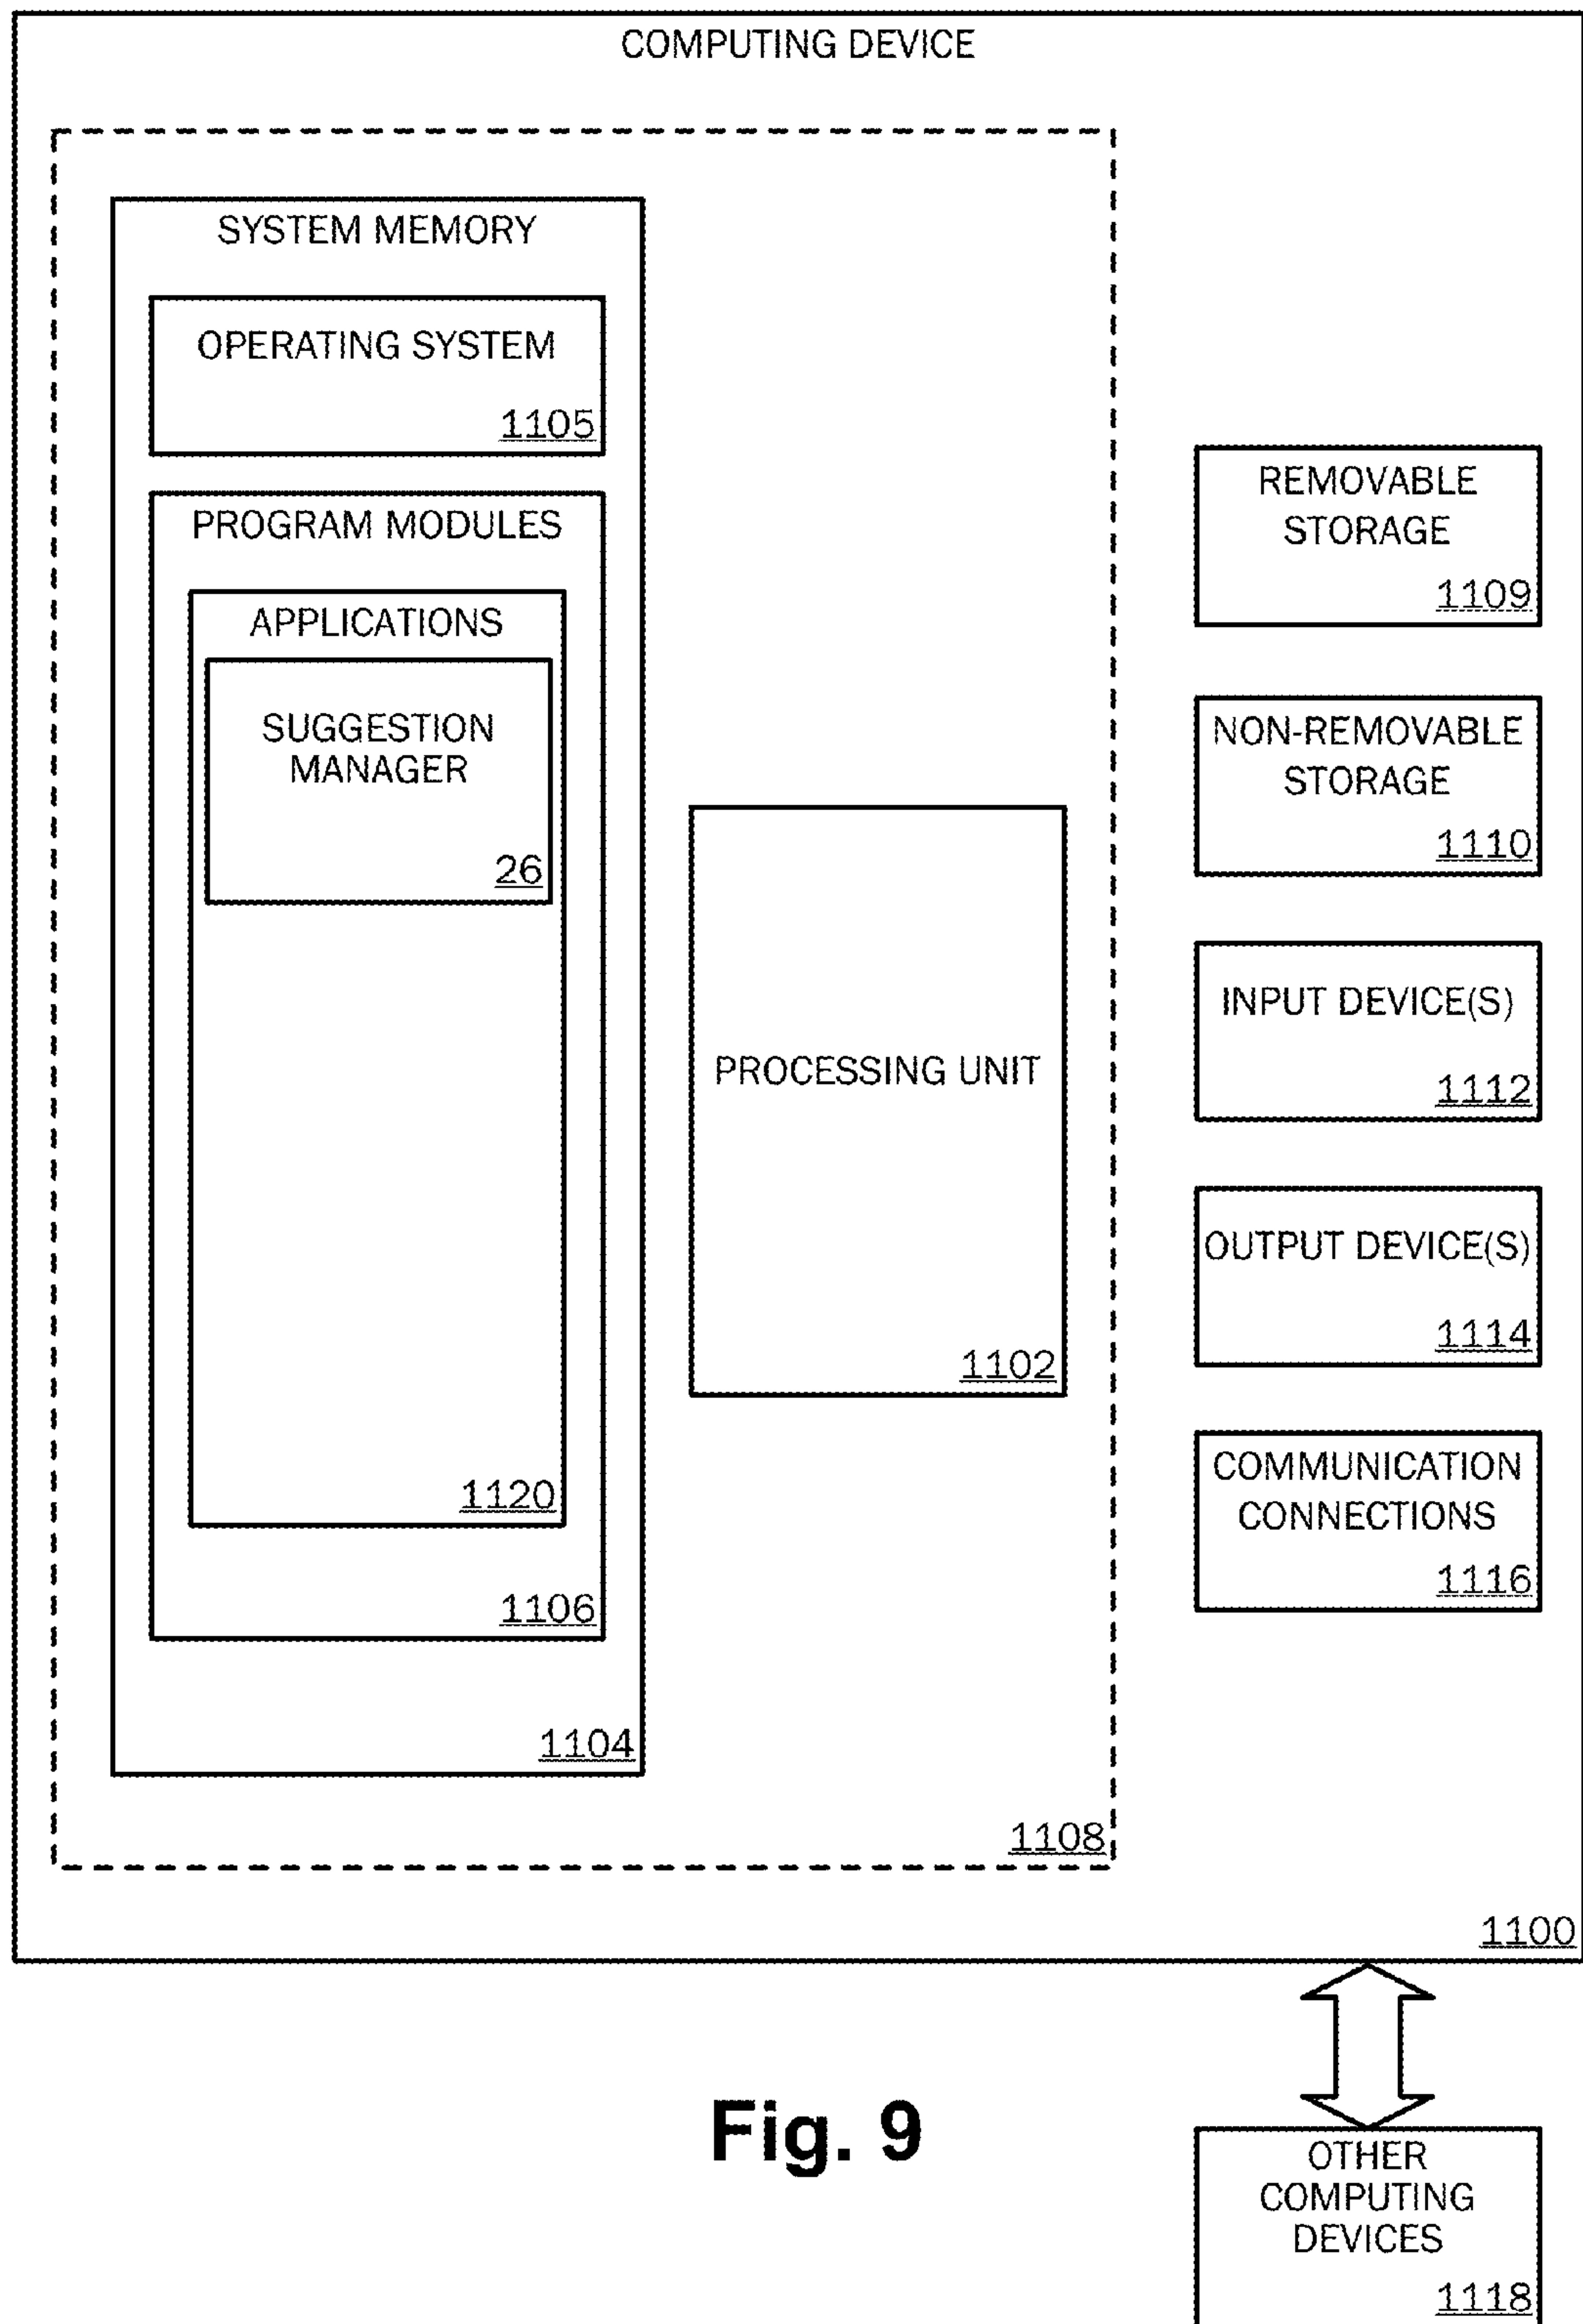 COMPUTING DEVICE
SYSTEM MEMORY
OPERATING SYSTEM
1105
PROGRAM MODULES
APPLICATIONS
SUGGESTION
MANAGER
26
1120
1106
1104
PROCESSING UNIT
1102
1108
REMOVABLE
STORAGE
1109
NON-REMOVABLE
STORAGE
1110
INPUT DEVICE(S)
1112
OUTPUT DEVICE(S)
1114
COMMUNICATION
CONNECTIONS
1116
1100
Fig. 9
OTHER
COMPUTING
DEVICES
1118